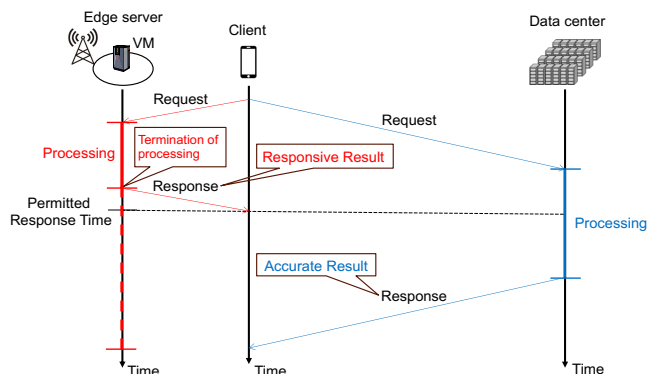 Edge server
VM
Client
Data center
Request
Request
Processing
Termination of
processing
Responsive Result
Response
Permitted
Response Time
Processing
Accurate Result
Response
Time
Time
Time